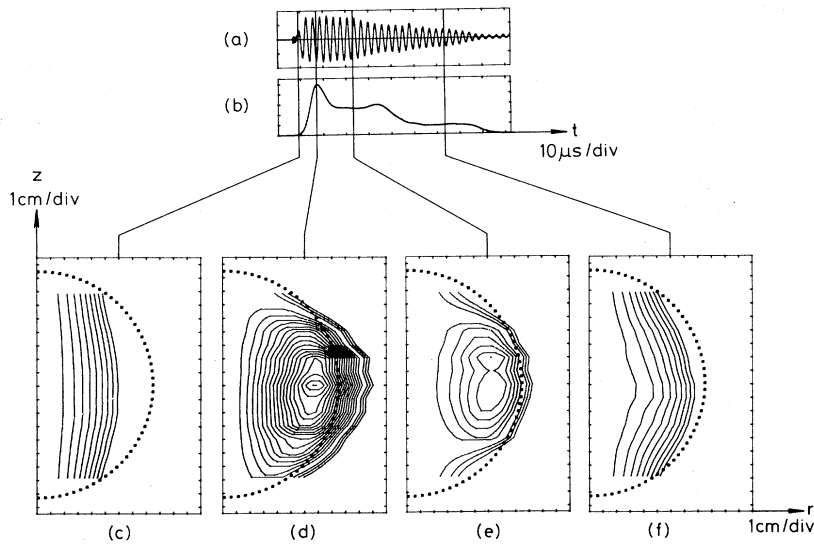 (a)
(b)
t
10μs/div
z
1cm/div
(c)
(d)
(e)
(f)
r
1cm/div